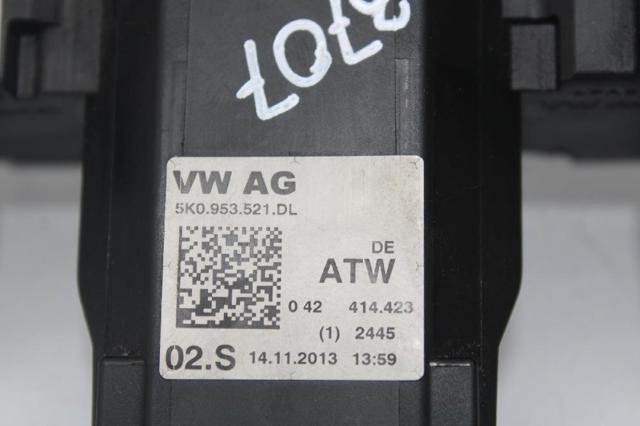 3707
VW AG
5K0.953.521.DL
DE
ATW
0 42 414.423
(1) 2445
02.S 14.11.2013 13:59